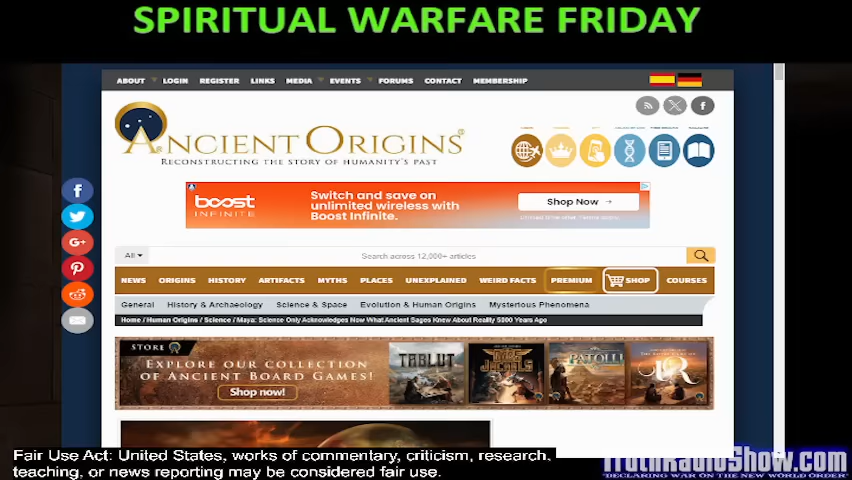 SPIRITUAL WARFARE FRIDAY
ABOUT LOGIN REGISTER LINKS MEDIA EVENTS FORUMS CONTACT MEMBERSHIP
ANCIENT ORIGINS®
RECONSTRUCTING THE STORY OF HUMANITY'S PAST
boost INFINITE
Switch and save on unlimited wireless with Boost Infinite.
Shop Now →
All
Search across 12,000+ articles
NEWS ORIGINS HISTORY ARTIFACTS MYTHS PLACES UNEXPLAINED WEIRD FACTS PREMIUM SHOP COURSES
General History & Archaeology Science & Space Evolution & Human Origins Mysterious Phenomena
Home / Human Origins / Science / Maya: Science Only Acknowledges Now What Ancient Sages Knew About Reality 5000 Years Ago
STORE
EXPLORE OUR COLLECTION
OF ANCIENT BOARD GAMES!
Shop now!
TABLUT
PATOLLI
UR
Fair Use Act: United States, works of commentary, criticism, research,
teaching, or news reporting may be considered fair use.
TruthRadioShow.com
DECLARING WAR ON THE NEW WORLD ORDER